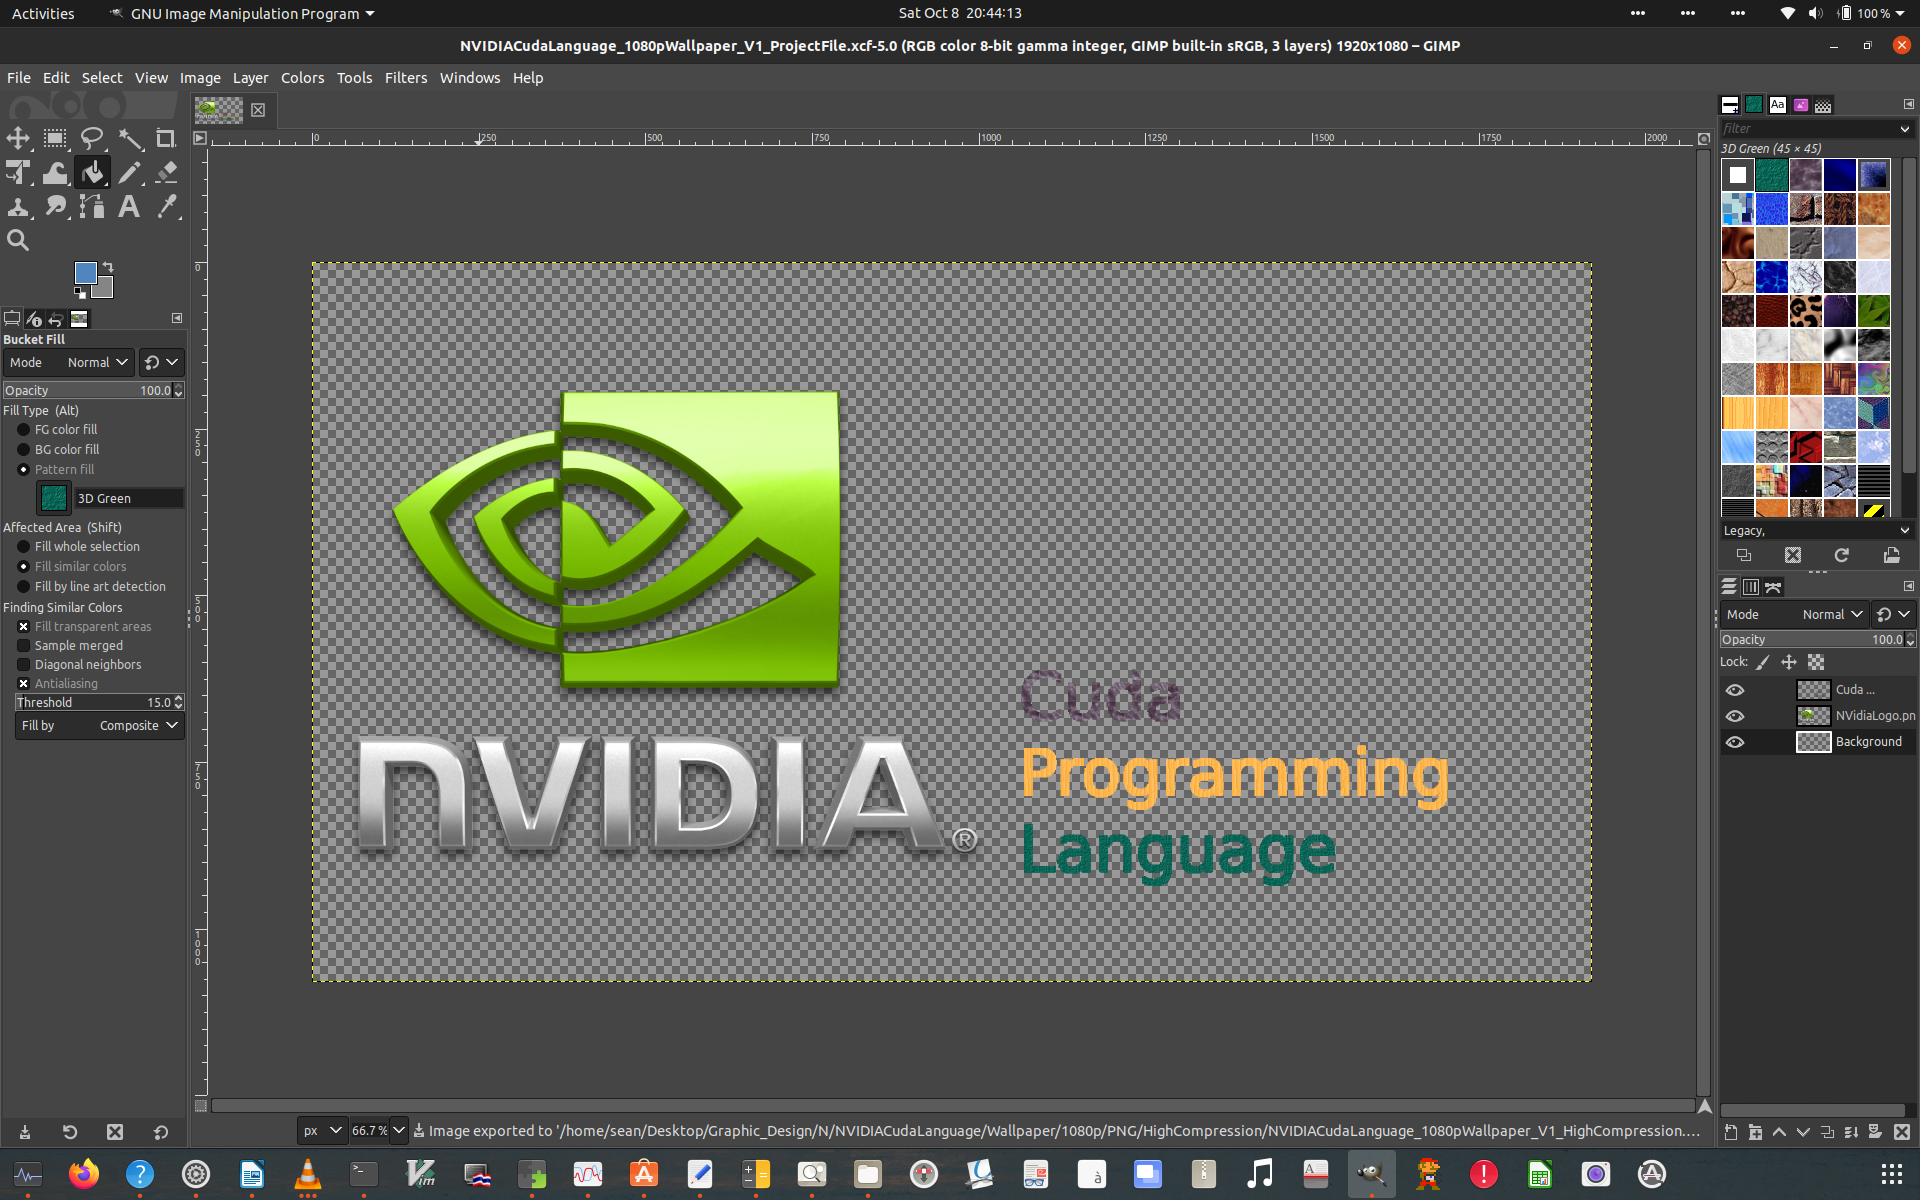 Activities
GNU Image Manipulation Program
Sat Oct 8 20:44:13
100 %
NVIDIACudaLanguage_1080pWallpaper_V1_ProjectFile.xcf-5.0 (RGB color 8-bit gamma integer, GIMP built-in sRGB, 3 layers) 1920x1080 – GIMP
File Edit Select View Image Layer Colors Tools Filters Windows Help
0 250 500 750 1000 1250 1500 1750 2000
0
250
500
750
1000
Bucket Fill
Mode Normal
Opacity 100.0
Fill Type (Alt)
FG color fill
BG color fill
Pattern fill
3D Green
Affected Area (Shift)
Fill whole selection
Fill similar colors
Fill by line art detection
Finding Similar Colors
Fill transparent areas
Sample merged
Diagonal neighbors
Antialiasing
Threshold 15.0
Fill by Composite
NVIDIA®
Cuda
Programming
Language
Aa
filter
3D Green (45 × 45)
Legacy,
Mode Normal
Opacity 100.0
Lock:
Cuda ...
NVidiaLogo.pn
Background
px 66.7 % Image exported to '/home/sean/Desktop/Graphic_Design/N/NVIDIACudaLanguage/Wallpaper/1080p/PNG/HighCompression/NVIDIACudaLanguage_1080pWallpaper_V1_HighCompression....